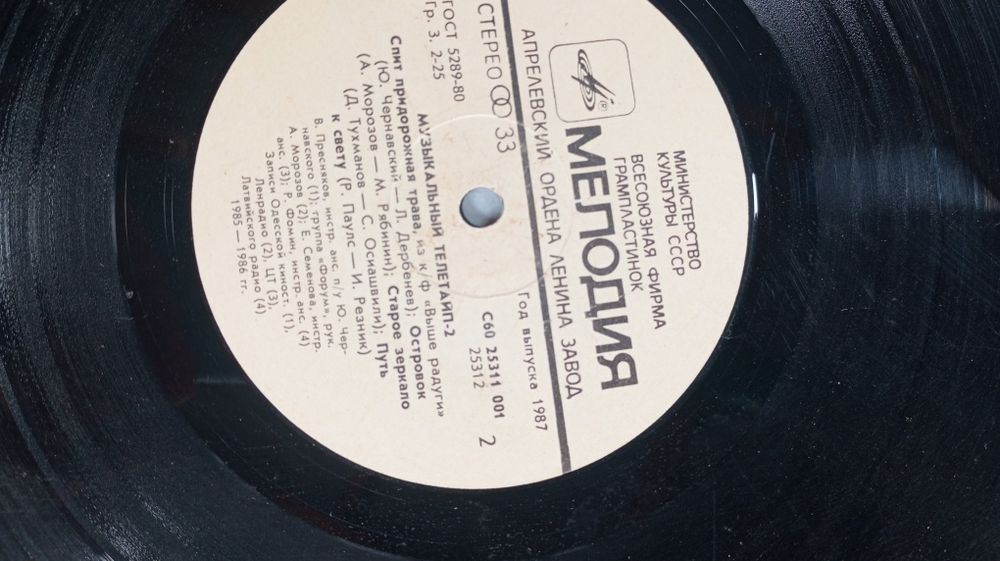 МИНИСТЕРСТВО
КУЛЬТУРЫ СССР
ВСЕСОЮЗНАЯ ФИРМА
ГРАМПЛАСТИНОК
МЕЛОДИЯ
АПРЕЛЕВСКИЙ ОРДЕНА ЛЕНИНА ЗАВОД
СТЕРЕО 33
Год выпуска 1987
ГОСТ 5289-80
Гр. 3. 2-25
С60 25311 001
25312
2
МУЗЫКАЛЬНЫЙ ТЕЛЕТАЙП-2
Спит придорожная трава, из к/ф «Выше радуги»
(Ю. Чернавский — Л. Дербенев); Островок
(А. Морозов — М. Рябинин); Старое зеркало
(Д. Тухманов — С. Осиашвили); Путь
к свету (Р. Паулс — И. Резник)
В. Пресняков, инстр. анс. п/у Ю. Чер-
навского (1); группа «Форум», рук.
А. Морозов (2); Е. Семенова, инстр.
анс. (3); Р. Фомин, инстр. анс. (4)
Записи Одесской киност. (1),
Ленрадио (2), ЦТ (3),
Латвийского радио (4)
1985—1986 гг.